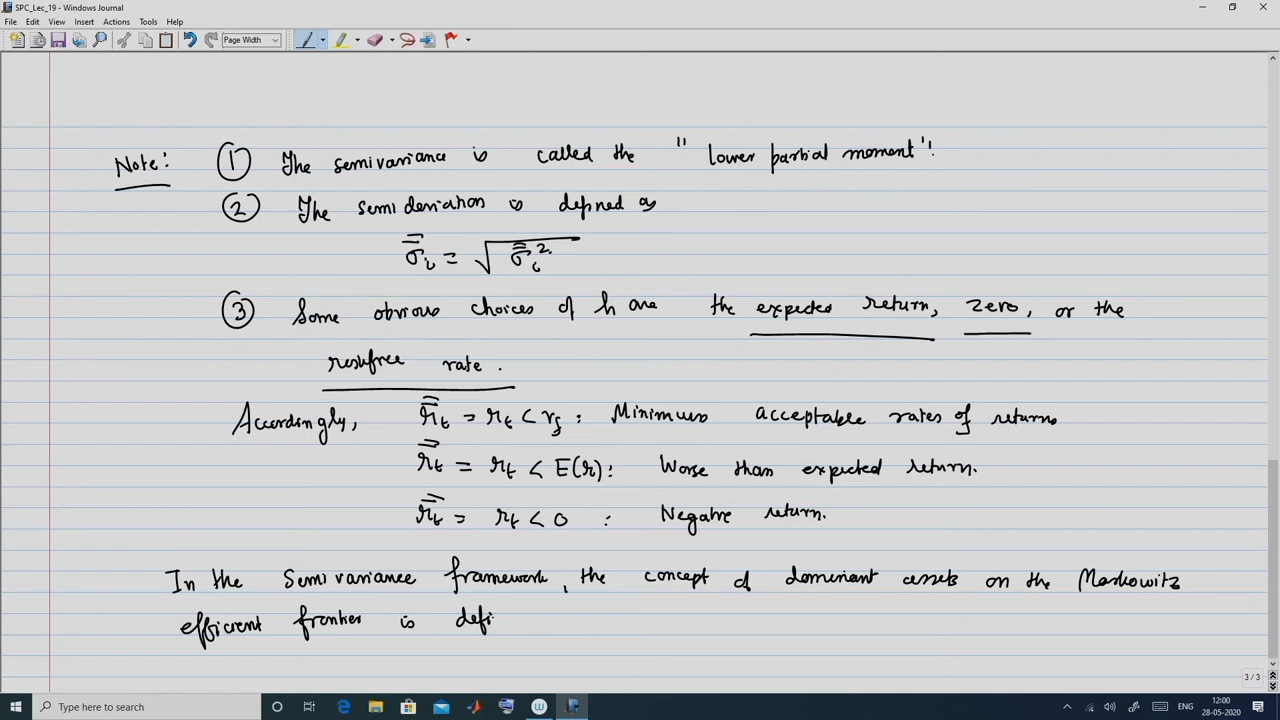 SPC_Lec_19 - Windows Journal
File Edit View Insert Actions Tools Help
Page Width
Note: ① The semivariance is called the "lower partial moment".
② The semideviation is defined as
σ̿ᵢ = √σ̿ᵢ²
③ Some obvious choices of h are the expected return, zero, or the
riskfree rate.
Accordingly, r̿ₜ = rₜ < r_f : Minimum acceptable rates of returns
r̿ₜ = rₜ < E(r): Worse than expected return.
r̿ₜ = rₜ < 0 : Negative return.
In the Semivariance framework, the concept of dominant assets on the Markowitz
efficient frontier is defi
3 / 3
Type here to search
ENG
12:00
28-05-2020